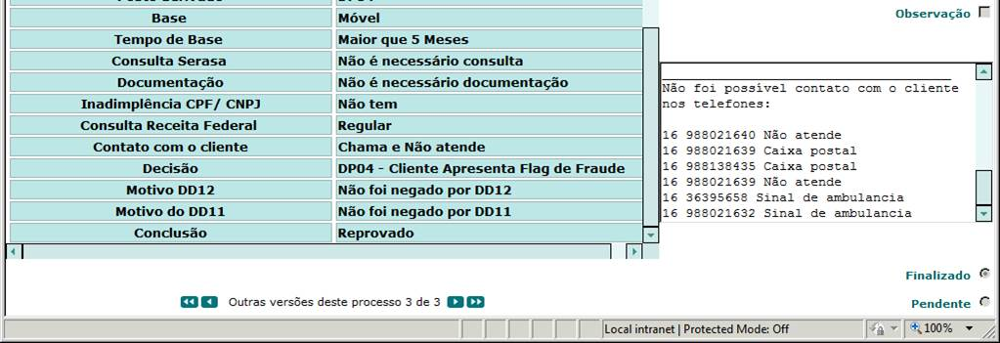 Base Móvel
Tempo de Base Maior que 5 Meses
Consulta Serasa Não é necessário consulta
Documentação Não é necessário documentação
Inadimplência CPF/ CNPJ Não tem
Consulta Receita Federal Regular
Contato com o cliente Chama e Não atende
Decisão DP04 - Cliente Apresenta Flag de Fraude
Motivo DD12 Não foi negado por DD12
Motivo do DD11 Não foi negado por DD11
Conclusão Reprovado
Outras versões deste processo 3 de 3
Observação
Não foi possível contato com o cliente
nos telefones:
16 988021640 Não atende
16 988021639 Caixa postal
16 988138435 Caixa postal
16 988021639 Não atende
16 36395658 Sinal de ambulancia
16 988021632 Sinal de ambulancia
Finalizado
Pendente
Local intranet | Protected Mode: Off
100%